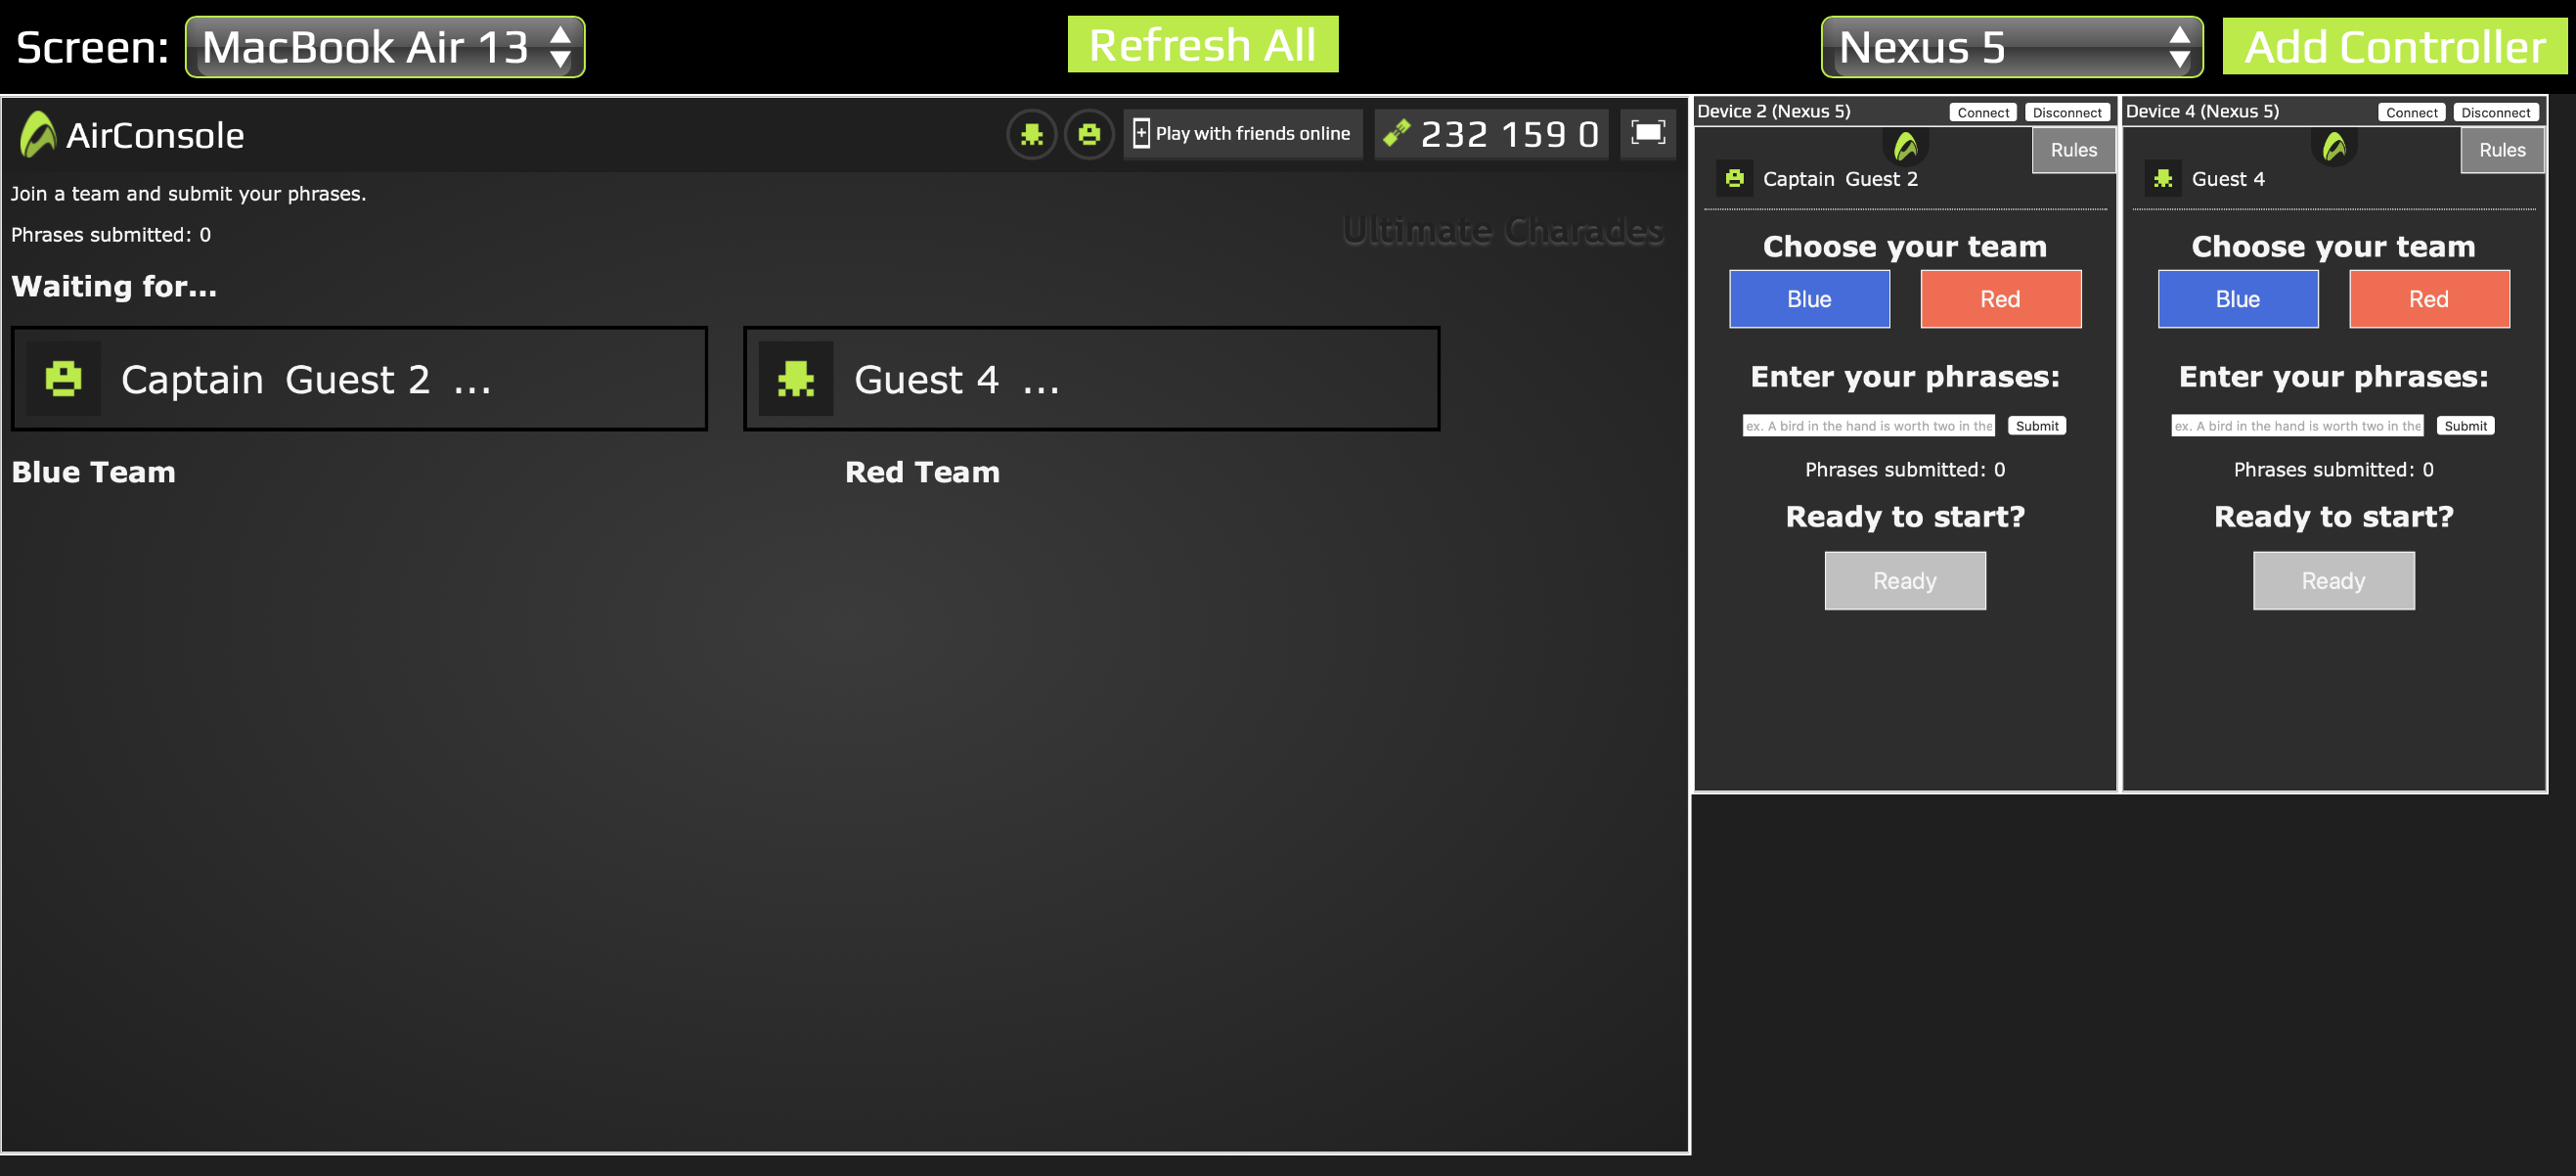 Screen: MacBook Air 13 Refresh All Nexus 5 Add Controller
AirConsole Play with friends online 232 159 0
Join a team and submit your phrases.
Ultimate Charades
Phrases submitted: 0
Waiting for...
Captain Guest 2 ... Guest 4 ...
Blue Team Red Team
Device 2 (Nexus 5) Connect Disconnect
Rules
Captain Guest 2
Choose your team
Blue Red
Enter your phrases:
ex. A bird in the hand is worth two in the Submit
Phrases submitted: 0
Ready to start?
Ready
Device 4 (Nexus 5) Connect Disconnect
Rules
Guest 4
Choose your team
Blue Red
Enter your phrases:
ex. A bird in the hand is worth two in the Submit
Phrases submitted: 0
Ready to start?
Ready